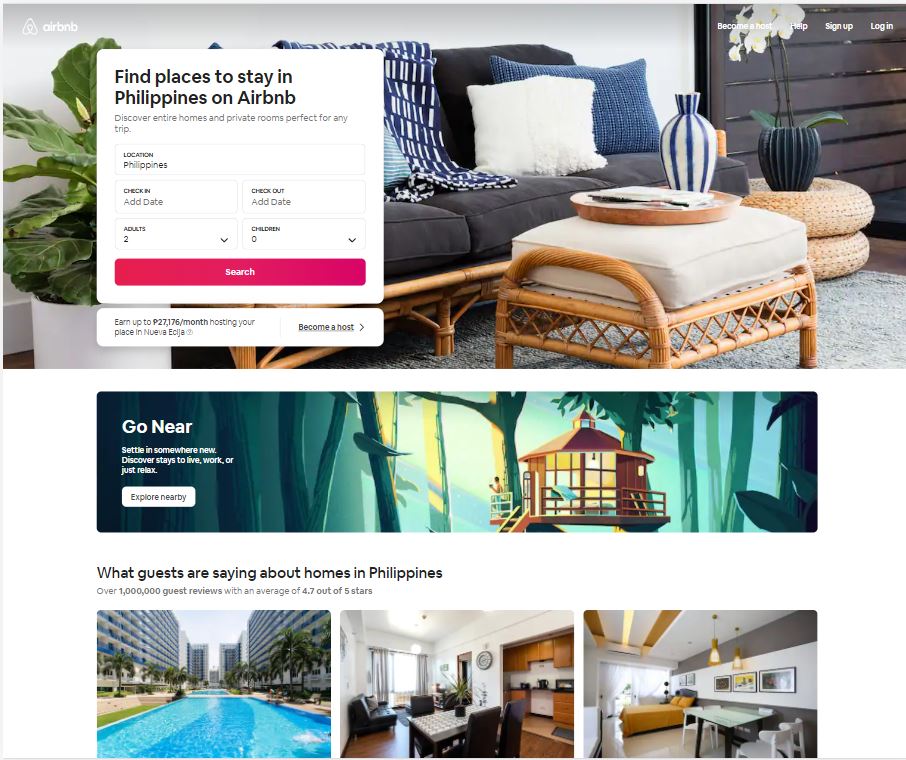 airbnb
Become a host Help Sign up Log in
Find places to stay in
Philippines on Airbnb
Discover entire homes and private rooms perfect for any
trip.
LOCATION
Philippines
CHECK IN
Add Date
CHECK OUT
Add Date
ADULTS
2
CHILDREN
0
Search
Earn up to ₱27,176/month hosting your
place in Nueva Ecija
Become a host
Go Near
Settle in somewhere new.
Discover stays to live, work, or
just relax.
Explore nearby
What guests are saying about homes in Philippines
Over 1,000,000 guest reviews with an average of 4.7 out of 5 stars